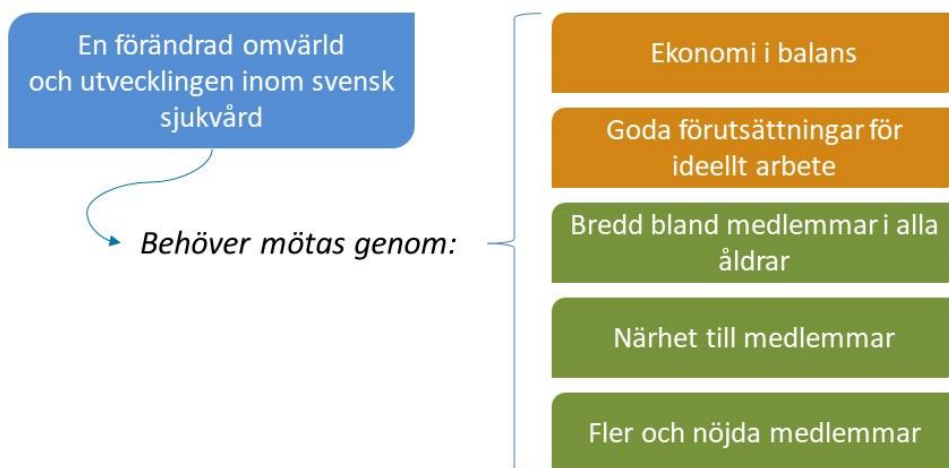 En förändrad omvärld
och utvecklingen inom svensk
sjukvård
Behöver mötas genom:
Ekonomi i balans
Goda förutsättningar för
ideellt arbete
Bredd bland medlemmar i alla
åldrar
Närhet till medlemmar
Fler och nöjda medlemmar